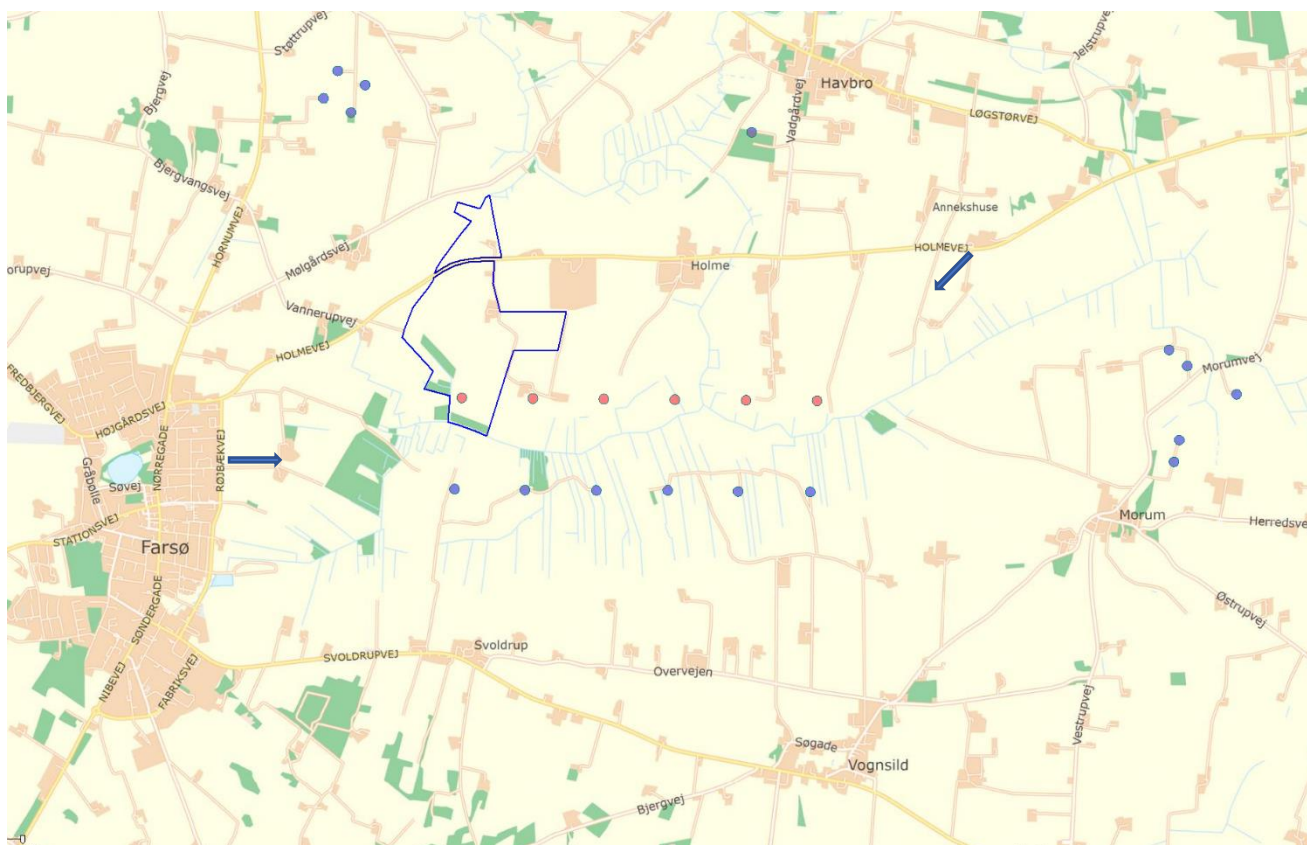 Støttrupvej
Jelstrupvej
Havbro
Bjergvej
Vadgårdvej
LØGSTØRVEJ
Bjergvangsvej
HORNUMVEJ
Annekshuse
HOLMEVEJ
Mølgårdsvej
Holme
orupvej
Vannerupvej
HOLMEVEJ
FREDBJERGVEJ
Morumvej
HØJGÅRDSVEJ
NØRREGADE
RØJBÆKVEJ
Gråbølle
Søvej
STATIONSVEJ
Morum
Herredsve
Farsø
SØNDERGADE
Østrupvej
Svoldrup
SVOLDRUPVEJ
Overvejen
NIBEVEJ
FABRIKSVEJ
Vestrupvej
Søgade
Vognsild
Bjergvej
0